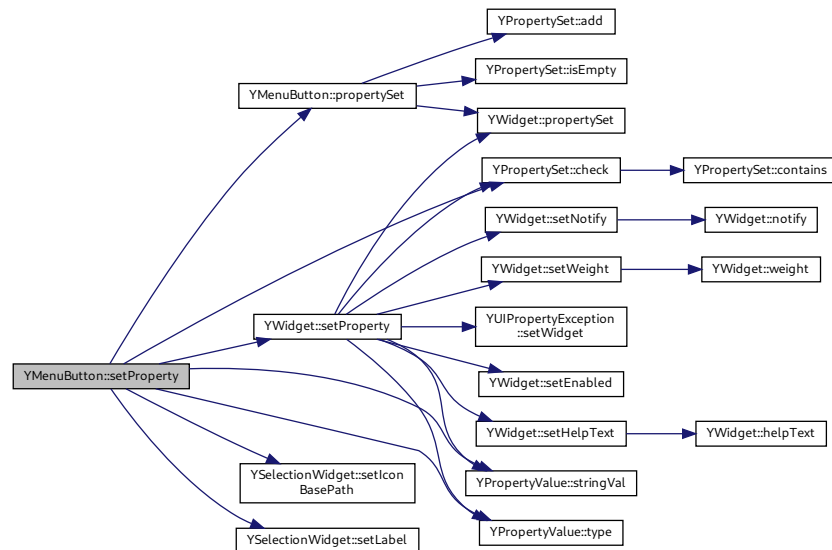 YPropertySet::add
YPropertySet::isEmpty
YMenuButton::propertySet
YWidget::propertySet
YPropertySet::check
YPropertySet::contains
YWidget::setNotify
YWidget::notify
YWidget::setWeight
YWidget::weight
YWidget::setProperty
YUIPropertyException
::setWidget
YMenuButton::setProperty
YWidget::setEnabled
YWidget::setHelpText
YWidget::helpText
YSelectionWidget::setIcon
BasePath
YPropertyValue::stringVal
YPropertyValue::type
YSelectionWidget::setLabel